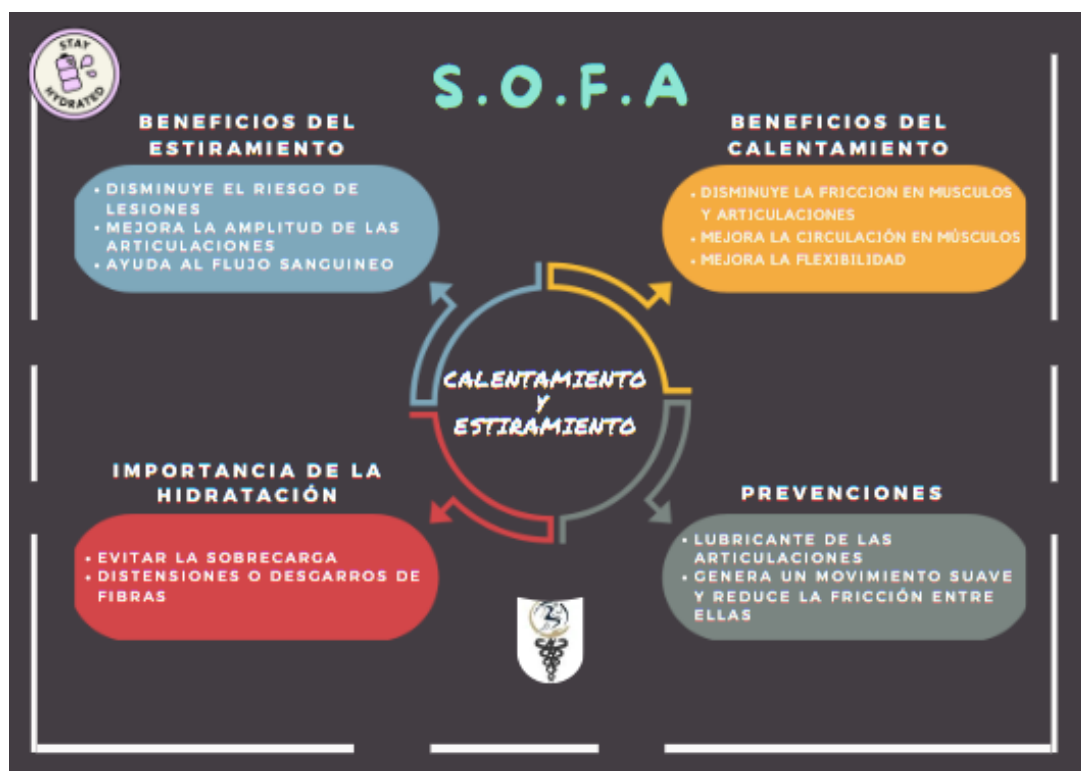 STAY
HYDRATED
S.O.F.A
BENEFICIOS DEL
ESTIRAMIENTO
• DISMINUYE EL RIESGO DE
LESIONES
• MEJORA LA AMPLITUD DE LAS
ARTICULACIONES
• AYUDA AL FLUJO SANGUINEO
BENEFICIOS DEL
CALENTAMIENTO
• DISMINUYE LA FRICCION EN MUSCULOS
Y ARTICULACIONES
• MEJORA LA CIRCULACIÓN EN MÚSCULOS
• MEJORA LA FLEXIBILIDAD
CALENTAMIENTO
Y
ESTIRAMIENTO
IMPORTANCIA DE LA
HIDRATACIÓN
• EVITAR LA SOBRECARGA
• DISTENSIONES O DESGARROS DE
FIBRAS
PREVENCIONES
• LUBRICANTE DE LAS
ARTICULACIONES
• GENERA UN MOVIMIENTO SUAVE
Y REDUCE LA FRICCIÓN ENTRE
ELLAS